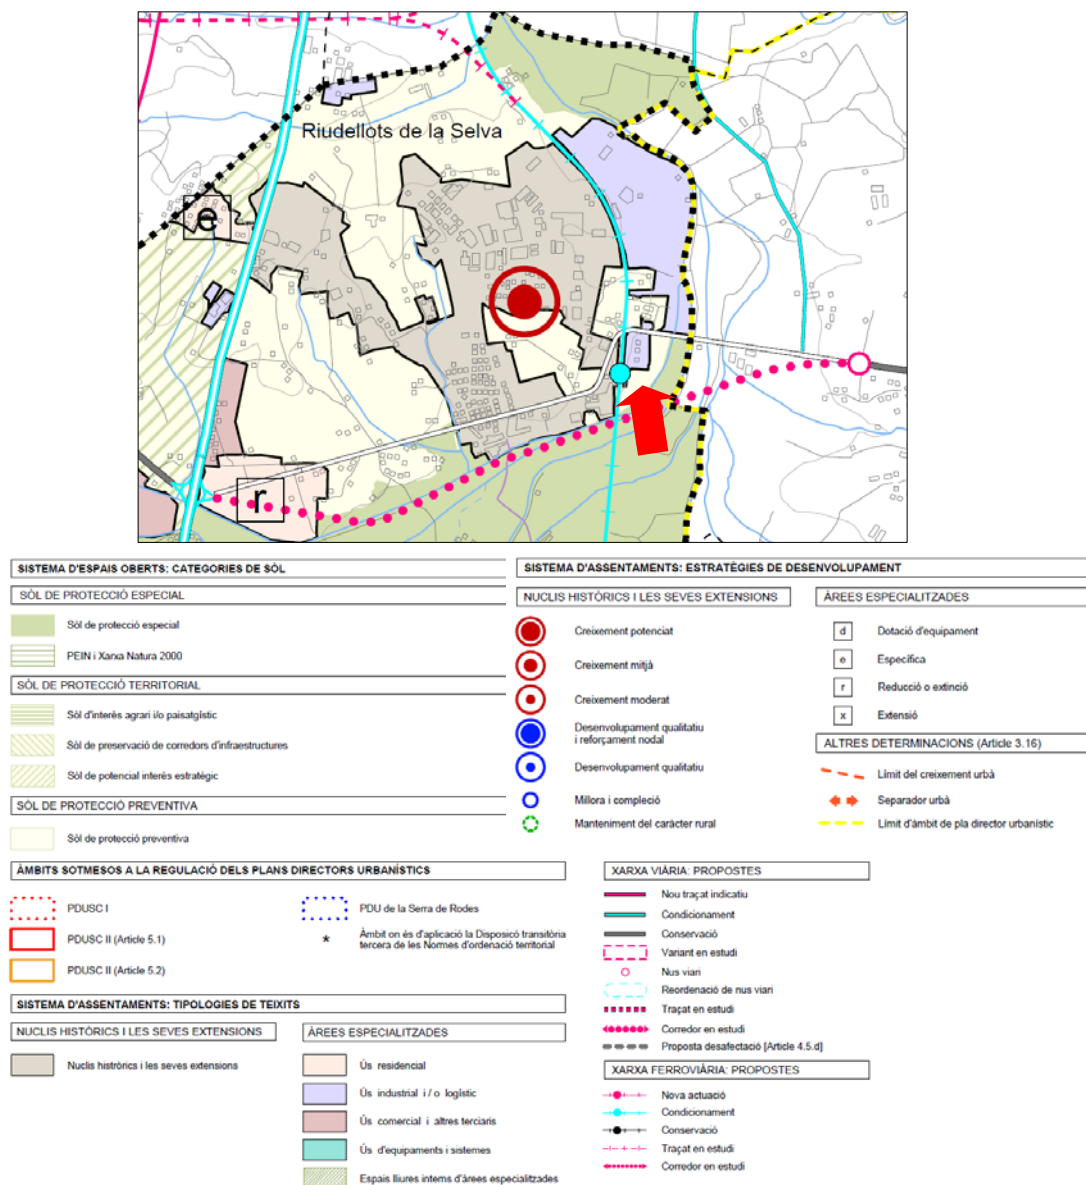 Riudellots de la Selva
e
r
SISTEMA D'ESPAIS OBERTS: CATEGORIES DE SÒL
SÒL DE PROTECCIÓ ESPECIAL
Sòl de protecció especial
PEIN i Xarxa Natura 2000
SÒL DE PROTECCIÓ TERRITORIAL
Sòl d'interès agrari i/o paisatgístic
Sòl de preservació de corredors d'infraestructures
Sòl de potencial interès estratègic
SÒL DE PROTECCIÓ PREVENTIVA
Sòl de protecció preventiva
SISTEMA D'ASSENTAMENTS: ESTRATÈGIES DE DESENVOLUPAMENT
NUCLIS HISTÒRICS I LES SEVES EXTENSIONS
Creixement potenciat
Creixement mitjà
Creixement moderat
Desenvolupament qualitatiu
i reforçament nodal
Desenvolupament qualitatiu
Millora i compleció
Manteniment del caràcter rural
ÀREES ESPECIALITZADES
d Dotació d'equipament
e Específica
r Reducció o extinció
x Extensió
ALTRES DETERMINACIONS (Article 3.16)
Límit del creixement urbà
Separador urbà
Límit d'àmbit de pla director urbanístic
ÀMBITS SOTMESOS A LA REGULACIÓ DELS PLANS DIRECTORS URBANÍSTICS
PDUSC I
PDUSC II (Article 5.1)
PDUSC II (Article 5.2)
PDU de la Serra de Rodes
* Àmbit on és d'aplicació la Disposicó transitòria
tercera de les Normes d'ordenació territorial
SISTEMA D'ASSENTAMENTS: TIPOLOGIES DE TEIXITS
NUCLIS HISTÒRICS I LES SEVES EXTENSIONS
Nuclis histròrics i les seves extensions
ÀREES ESPECIALITZADES
Ús residencial
Ús industrial i / o logístic
Ús comercial i altres terciaris
Ús d'equipaments i sistemes
Espais lliures interns d'àrees especialitzades
XARXA VIÀRIA: PROPOSTES
Nou traçat indicatiu
Condicionament
Conservació
Variant en estudi
Nus viari
Reordenació de nus viari
Traçat en estudi
Corredor en estudi
Proposta desafectació [Article 4.5.d]
XARXA FERROVIÀRIA: PROPOSTES
Nova actuació
Condicionament
Conservació
Traçat en estudi
Corredor en estudi